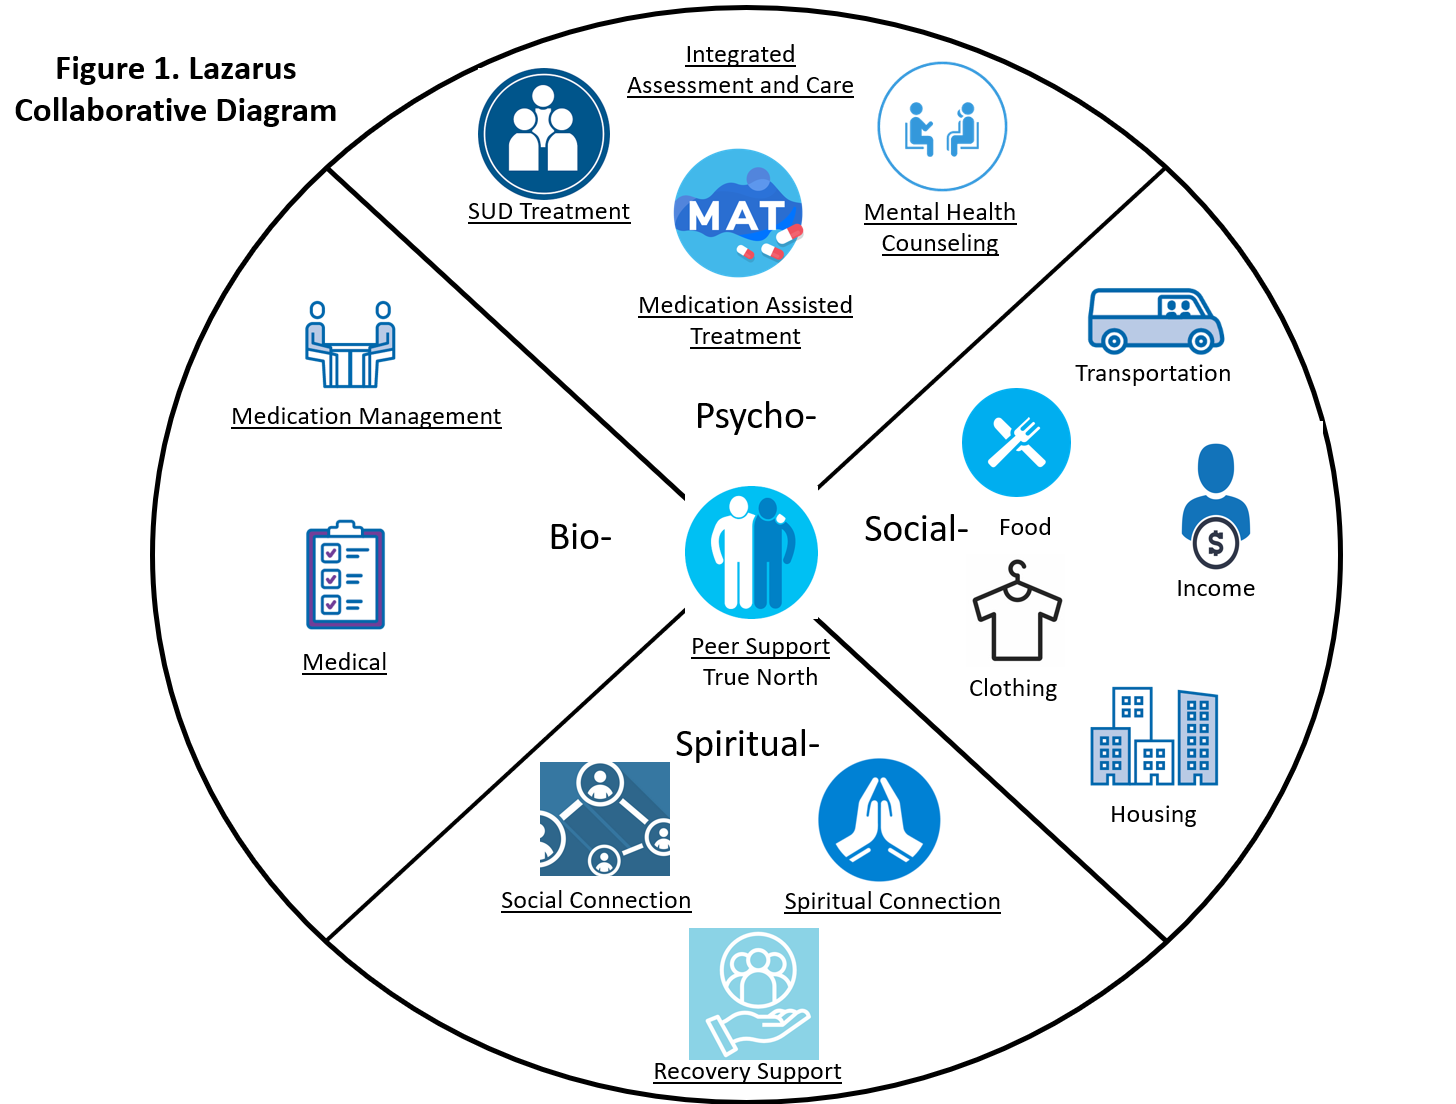 Figure 1. Lazarus
Collaborative Diagram
Integrated
Assessment and Care
SUD Treatment
MAT
Medication Assisted
Treatment
Mental Health
Counseling
Psycho-
Medication Management
Bio-
Medical
Transportation
Social-
Food
$
Income
Clothing
Housing
Peer Support
True North
Spiritual-
Social Connection
Spiritual Connection
Recovery Support